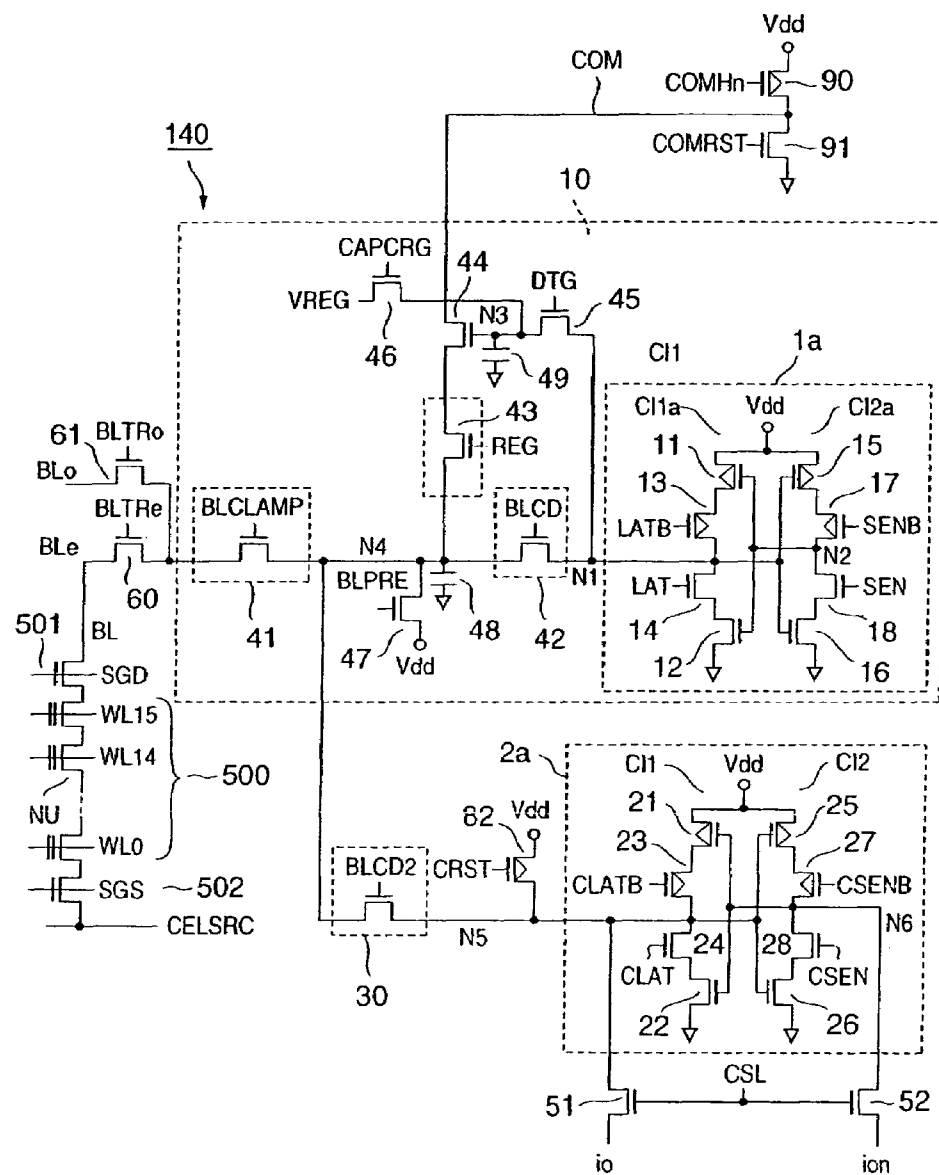 Vdd
COM
COMHn
90
140
COMRST
91
10
CAPCRG
44
DTG
VREG
N3
45
46
49
CI1
1a
43
CI1a
Vdd
CI2a
61
BLTRo
REG
11
15
BLo
13
17
BLTRe
BLCLAMP
BLCD
LATB
SENB
BLe
N4
N1
N2
60
BLPRE
LAT
SEN
BL
41
48
42
14
18
501
47
Vdd
12
16
SGD
WL15
2a
CI1
Vdd
CI2
WL14
500
21
25
NU
62
Vdd
23
27
WL0
BLCD2
CRST
CLATB
CSENB
SGS
502
N5
N6
CELSRC
24
28
CLAT
CSEN
30
22
26
CSL
51
52
io
ion